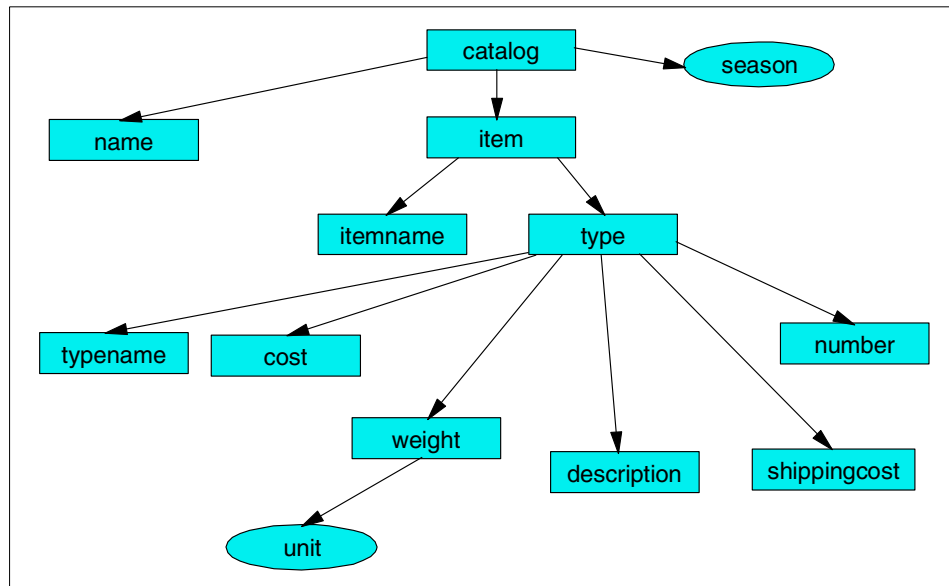 catalog
season
name
item
itemname
type
typename
cost
number
weight
description
shippingcost
unit